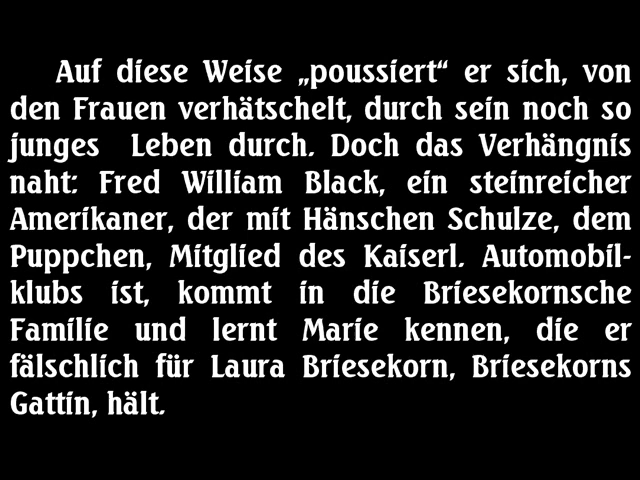 Auf diese Weise „poussiert“ er sich, von
den Frauen verhätschelt, durch sein noch so
junges Leben durch. Doch das Verhängnis
naht: Fred William Black, ein steinreicher
Amerikaner, der mit Hänschen Schulze, dem
Puppchen, Mitglied des Kaiserl. Automobil-
klubs ist, kommt in die Briesekornsche
Familie und lernt Marie kennen, die er
fälschlich für Laura Briesekorn, Briesekorns
Gattin, hält.